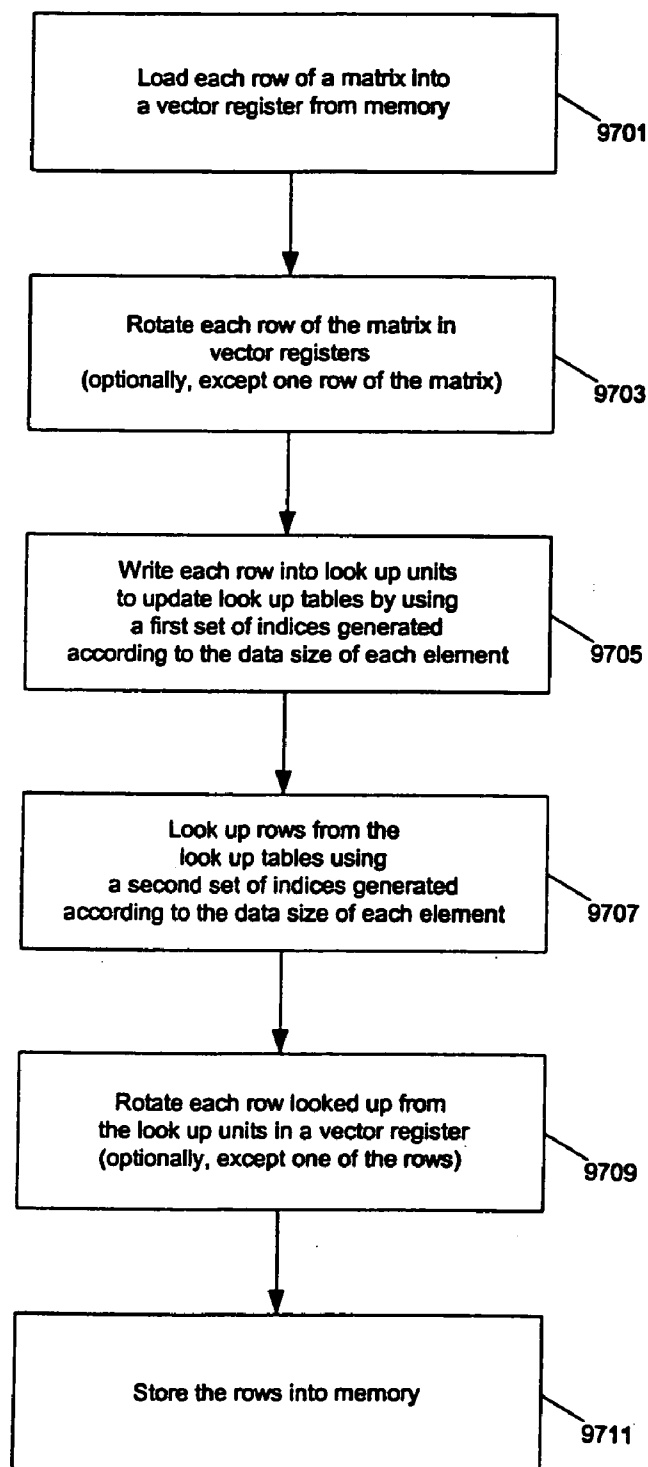 Load each row of a matrix into
a vector register from memory
9701
Rotate each row of the matrix in
vector registers
(optionally, except one row of the matrix)
9703
Write each row into look up units
to update look up tables by using
a first set of indices generated
according to the data size of each element
9705
Look up rows from the
look up tables using
a second set of indices generated
according to the data size of each element
9707
Rotate each row looked up from
the look up units in a vector register
(optionally, except one of the rows)
9709
Store the rows into memory
9711